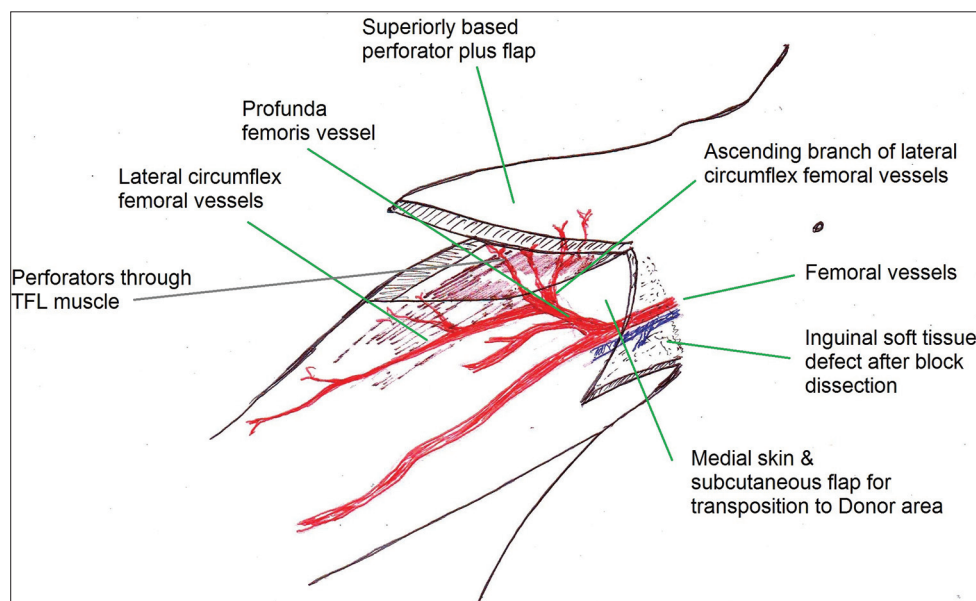 Superiorly based
perforator plus flap
Profunda
femoris vessel
Ascending branch of lateral
circumflex femoral vessels
Lateral circumflex
femoral vessels
Perforators through
TFL muscle
Femoral vessels
Inguinal soft tissue
defect after block
dissection
Medial skin &
subcutaneous flap for
transposition to Donor area